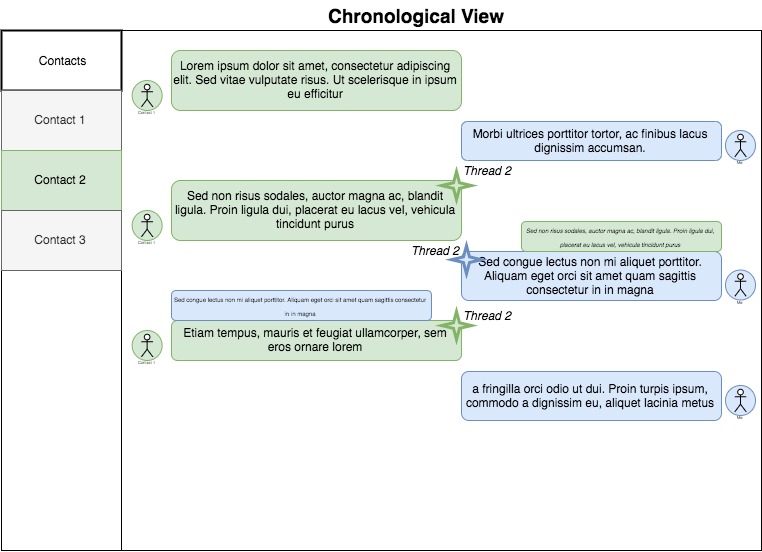 Chronological View
Contacts
Contact 1
Contact 2
Contact 3
Lorem ipsum dolor sit amet, consectetur adipiscing
elit. Sed vitae vulputate risus. Ut scelerisque in ipsum
eu efficitur
Contact 1
Morbi ultrices porttitor tortor, ac finibus lacus
dignissim accumsan.
Me
Thread 2
Sed non risus sodales, auctor magna ac, blandit
ligula. Proin ligula dui, placerat eu lacus vel, vehicula
tincidunt purus
Contact 1
Sed non risus sodales, auctor magna ac, blandit ligula. Proin ligula dui,
placerat eu lacus vel, vehicula tincidunt purus
Thread 2
Sed congue lectus non mi aliquet porttitor.
Aliquam eget orci sit amet quam sagittis
consectetur in in magna
Me
Sed congue lectus non mi aliquet porttitor. Aliquam eget orci sit amet quam sagittis consectetur
in in magna
Thread 2
Etiam tempus, mauris et feugiat ullamcorper, sem
eros ornare lorem
Contact 1
a fringilla orci odio ut dui. Proin turpis ipsum,
commodo a dignissim eu, aliquet lacinia metus
Me